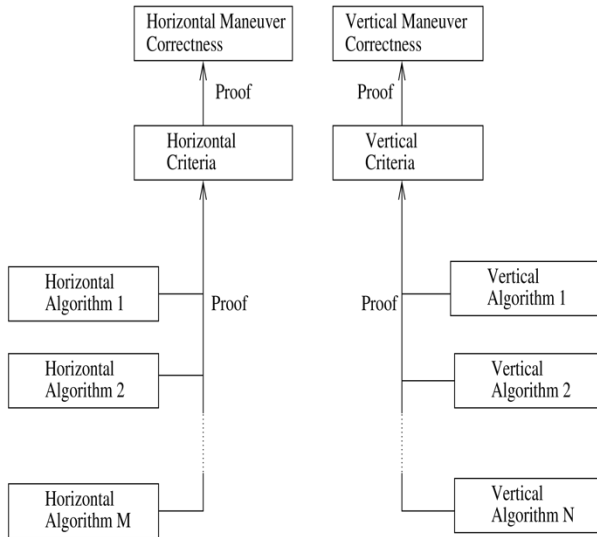 Horizontal Maneuver
Correctness
Vertical Maneuver
Correctness
Proof
Proof
Horizontal
Criteria
Vertical
Criteria
Horizontal
Algorithm 1
Proof
Proof
Vertical
Algorithm 1
Horizontal
Algorithm 2
Vertical
Algorithm 2
Horizontal
Algorithm M
Vertical
Algorithm N